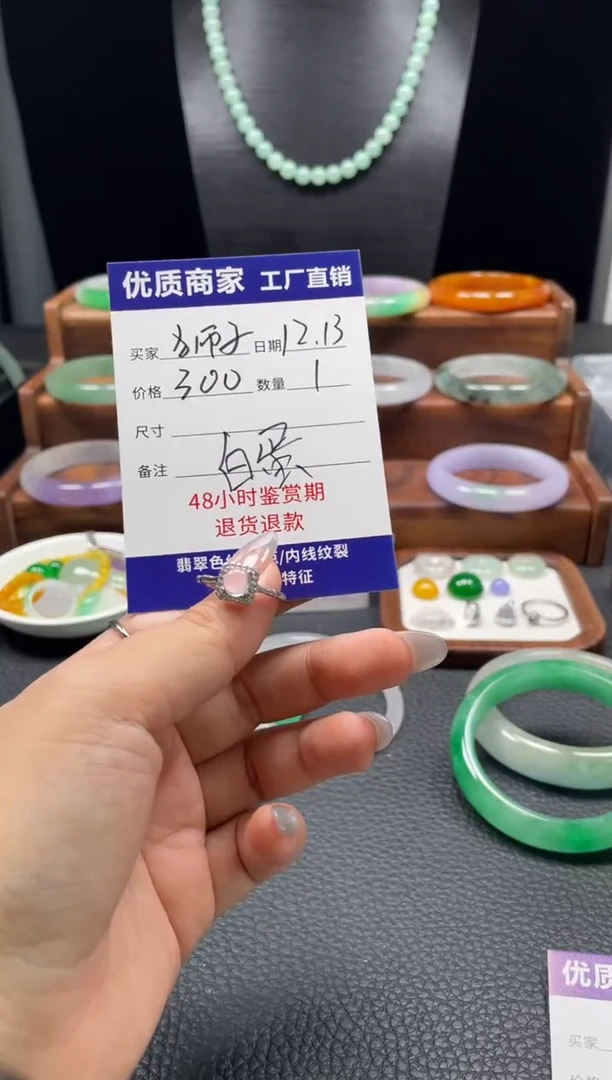 优质商家 工厂直销
买家 狮子 日期 12.13
价格 300 数量 1
尺寸
备注 白蛋
48小时鉴赏期
退货退款
翡翠色 /内线纹裂
特征
优质
买家